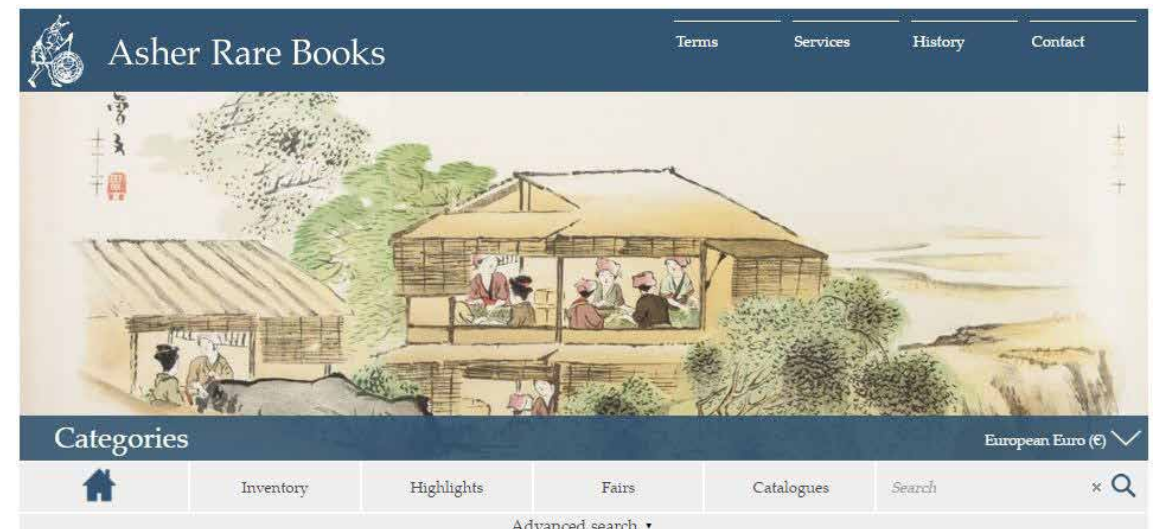 Asher Rare Books
Terms Services History Contact
Categories
European Euro (€)
Inventory Highlights Fairs Catalogues Search ×
Advanced search